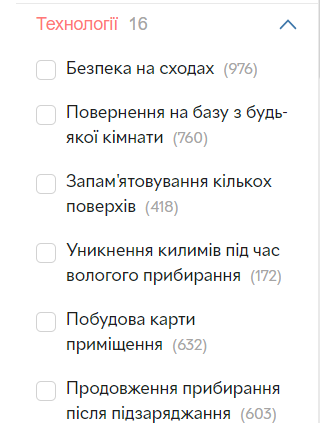 Технології 16
Безпека на сходах (976)
Повернення на базу з будь-
якої кімнати (760)
Запам'ятовування кількох
поверхів (418)
Уникнення килимів під час
вологого прибирання (172)
Побудова карти
приміщення (632)
Продовження прибирання
після підзаряджання (603)